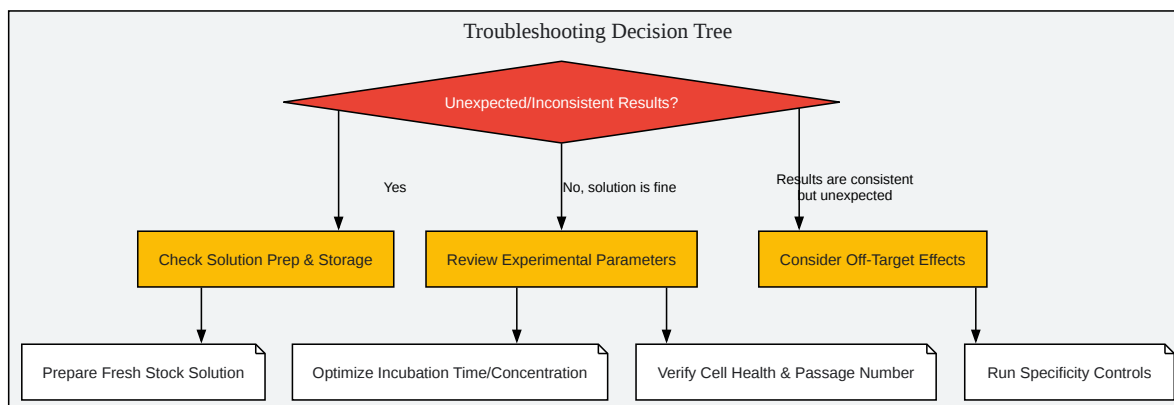 Troubleshooting Decision Tree
Unexpected/Inconsistent Results?
Yes
No, solution is fine
Results are consistent
but unexpected
Check Solution Prep & Storage
Review Experimental Parameters
Consider Off-Target Effects
Prepare Fresh Stock Solution
Optimize Incubation Time/Concentration
Verify Cell Health & Passage Number
Run Specificity Controls